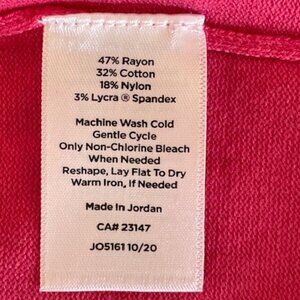 47% Rayon
32% Cotton
18% Nylon
3% Lycra ® Spandex
Machine Wash Cold
Gentle Cycle
Only Non-Chlorine Bleach
When Needed
Reshape, Lay Flat To Dry
Warm Iron, If Needed
Made in Jordan
CA# 23147
JO5161 10/20